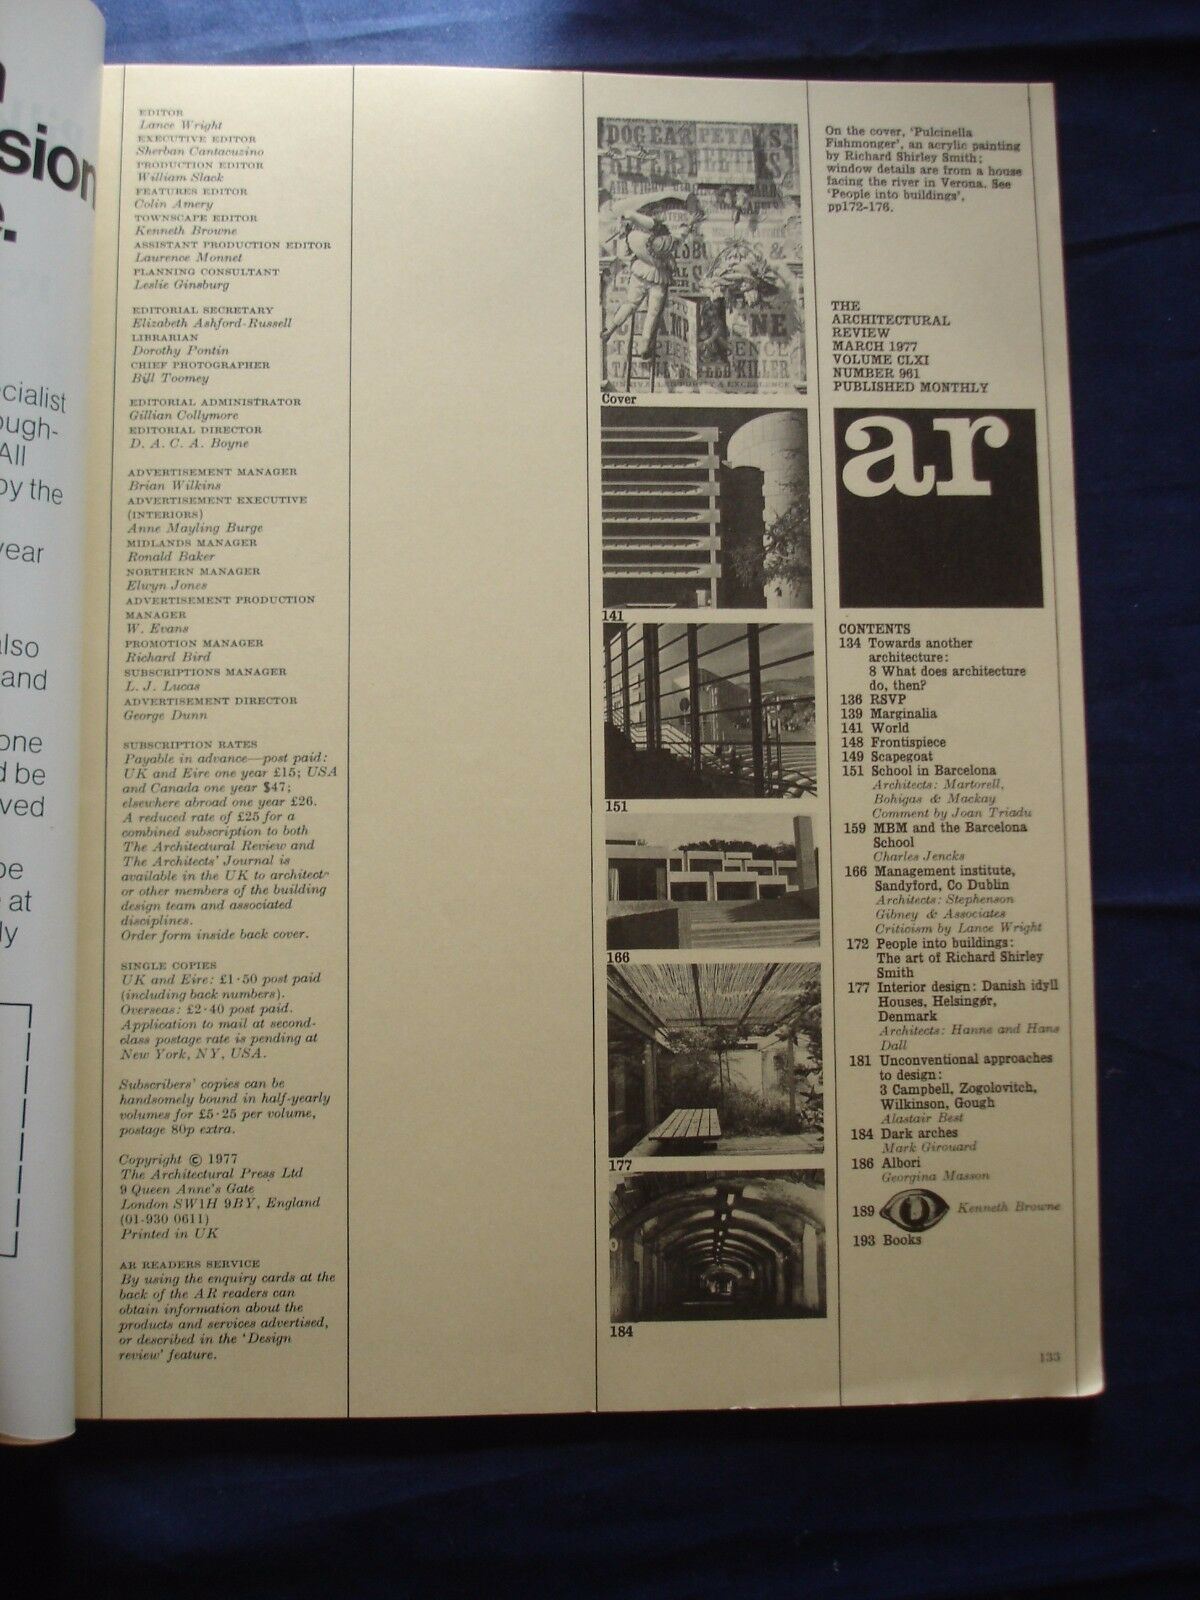 sion
cialist
ough-
All
by the
year
also
and
one
d be
ved
be
at
ly
EDITOR
Lance Wright
EXECUTIVE EDITOR
Sherban Cantacuzino
PRODUCTION EDITOR
William Slack
FEATURES EDITOR
Colin Amery
TOWNSCAPE EDITOR
Kenneth Browne
ASSISTANT PRODUCTION EDITOR
Laurence Monnet
PLANNING CONSULTANT
Leslie Ginsburg
EDITORIAL SECRETARY
Elizabeth Ashford-Russell
LIBRARIAN
Dorothy Pontin
CHIEF PHOTOGRAPHER
Bill Toomey
EDITORIAL ADMINISTRATOR
Gillian Collymore
EDITORIAL DIRECTOR
D. A. C. A. Boyne
ADVERTISEMENT MANAGER
Brian Wilkins
ADVERTISEMENT EXECUTIVE
(INTERIORS)
Anne Mayling Burge
MIDLANDS MANAGER
Ronald Baker
NORTHERN MANAGER
Elwyn Jones
ADVERTISEMENT PRODUCTION
MANAGER
W. Evans
PROMOTION MANAGER
Richard Bird
SUBSCRIPTIONS MANAGER
L. J. Lucas
ADVERTISEMENT DIRECTOR
George Dunn
SUBSCRIPTION RATES
Payable in advance—post paid:
UK and Eire one year £15; USA
and Canada one year $47;
elsewhere abroad one year £26.
A reduced rate of £25 for a
combined subscription to both
The Architectural Review and
The Architects' Journal is
available in the UK to architects
or other members of the building
design team and associated
disciplines.
Order form inside back cover.
SINGLE COPIES
UK and Eire: £1·50 post paid
(including back numbers).
Overseas: £2·40 post paid.
Application to mail at second-
class postage rate is pending at
New York, NY, USA.
Subscribers' copies can be
handsomely bound in half-yearly
volumes for £5·25 per volume,
postage 80p extra.
Copyright © 1977
The Architectural Press Ltd
9 Queen Anne's Gate
London SW1H 9BY, England
(01-930 0611)
Printed in UK
AR READERS SERVICE
By using the enquiry cards at the
back of the AR readers can
obtain information about the
products and services advertised,
or described in the 'Design
review' feature.
DOG EAR PETALS
AIR TIGHT
KILLER
Cover
141
151
166
177
184
On the cover, 'Pulcinella
Fishmonger', an acrylic painting
by Richard Shirley Smith;
window details are from a house
facing the river in Verona. See
'People into buildings',
pp172-176.
THE
ARCHITECTURAL
REVIEW
MARCH 1977
VOLUME CLXI
NUMBER 961
PUBLISHED MONTHLY
ar
CONTENTS
134 Towards another
architecture:
8 What does architecture
do, then?
136 RSVP
139 Marginalia
141 World
148 Frontispiece
149 Scapegoat
151 School in Barcelona
Architects: Martorell,
Bohigas & Mackay
Comment by Joan Triadu
159 MBM and the Barcelona
School
Charles Jencks
166 Management institute,
Sandyford, Co Dublin
Architects: Stephenson
Gibney & Associates
Criticism by Lance Wright
172 People into buildings:
The art of Richard Shirley
Smith
177 Interior design: Danish idyll
Houses, Helsingør,
Denmark
Architects: Hanne and Hans
Dall
181 Unconventional approaches
to design:
3 Campbell, Zogolovitch,
Wilkinson, Gough
Alastair Best
184 Dark arches
Mark Girouard
186 Albori
Georgina Masson
189 Kenneth Browne
193 Books
133